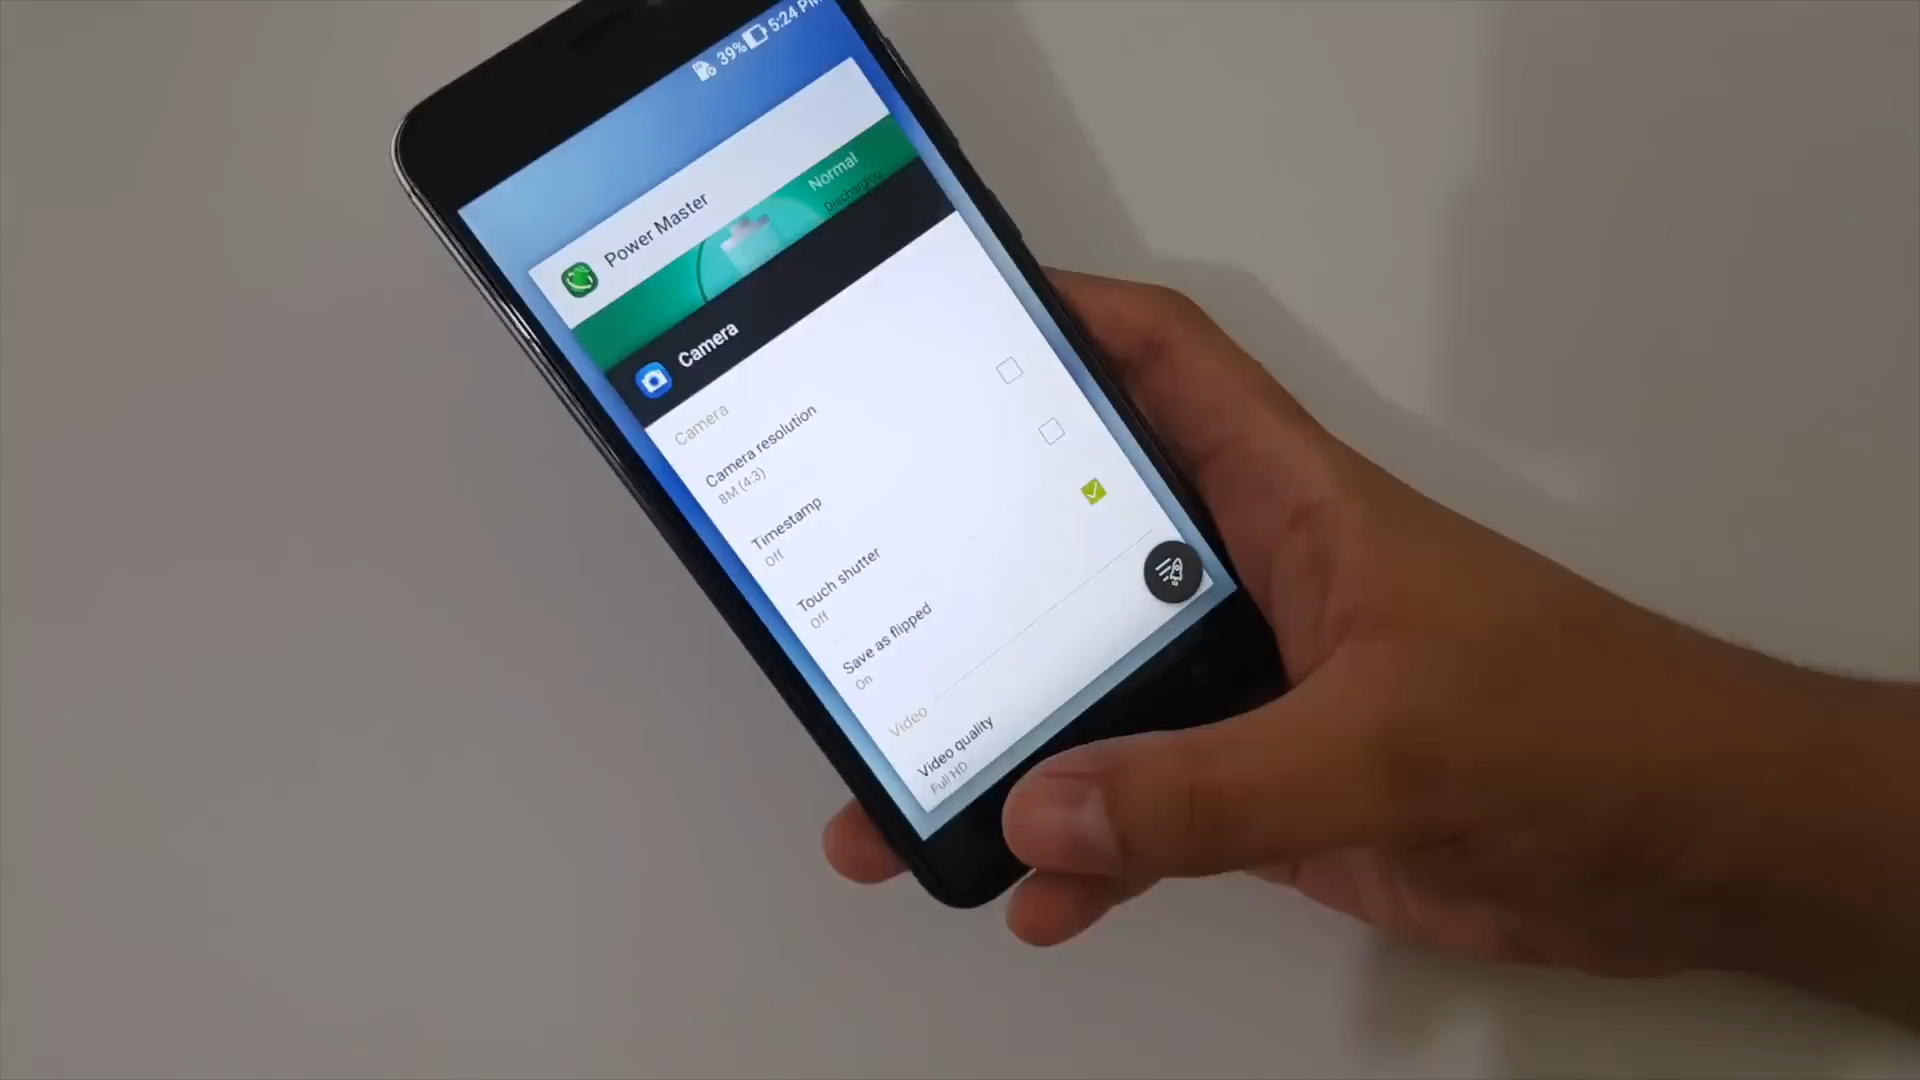 39% 5:24 PM
Power Master
Normal
Discharging
Camera
Camera
Camera resolution
8M (4:3)
Timestamp
Off
Touch shutter
Off
Save as flipped
On
Video
Video quality
Full HD